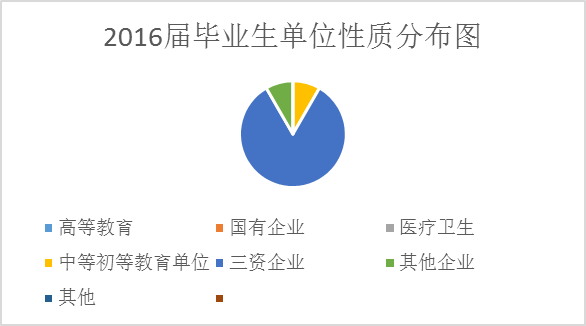 2016届毕业生单位性质分布图
高等教育 国有企业 医疗卫生
中等初等教育单位 三资企业 其他企业
其他